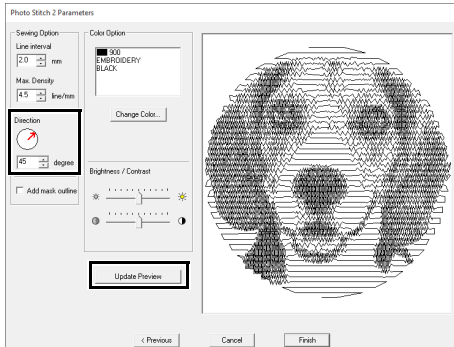 Photo Stitch 2 Parameters
Sewing Option
Line interval
2.0 mm
Max. Density
4.5 line/mm
Direction
45 degree
Add mask outline
Color Option
900
EMBROIDERY
BLACK
Change Color...
Brightness / Contrast
Update Preview
< Previous
Cancel
Finish